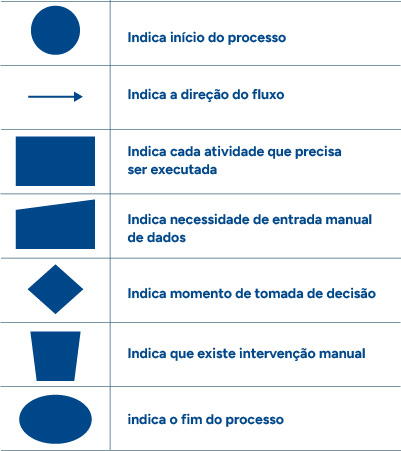 Indica início do processo
Indica a direção do fluxo
Indica cada atividade que precisa
ser executada
Indica necessidade de entrada manual
de dados
Indica momento de tomada de decisão
Indica que existe intervenção manual
indica o fim do processo